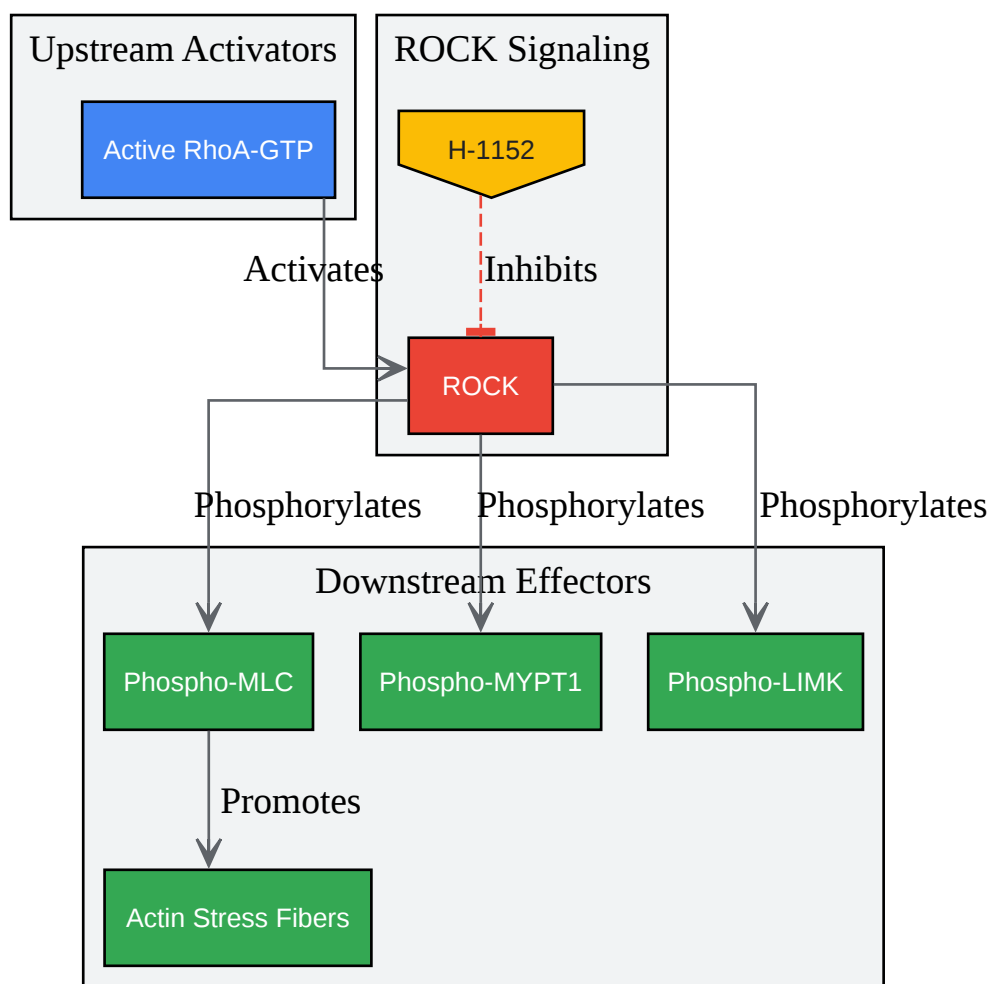 Upstream Activators
ROCK Signaling
Active RhoA-GTP
H-1152
Activates
Inhibits
ROCK
Phosphorylates
Phosphorylates
Phosphorylates
Downstream Effectors
Phospho-MLC
Phospho-MYPT1
Phospho-LIMK
Promotes
Actin Stress Fibers